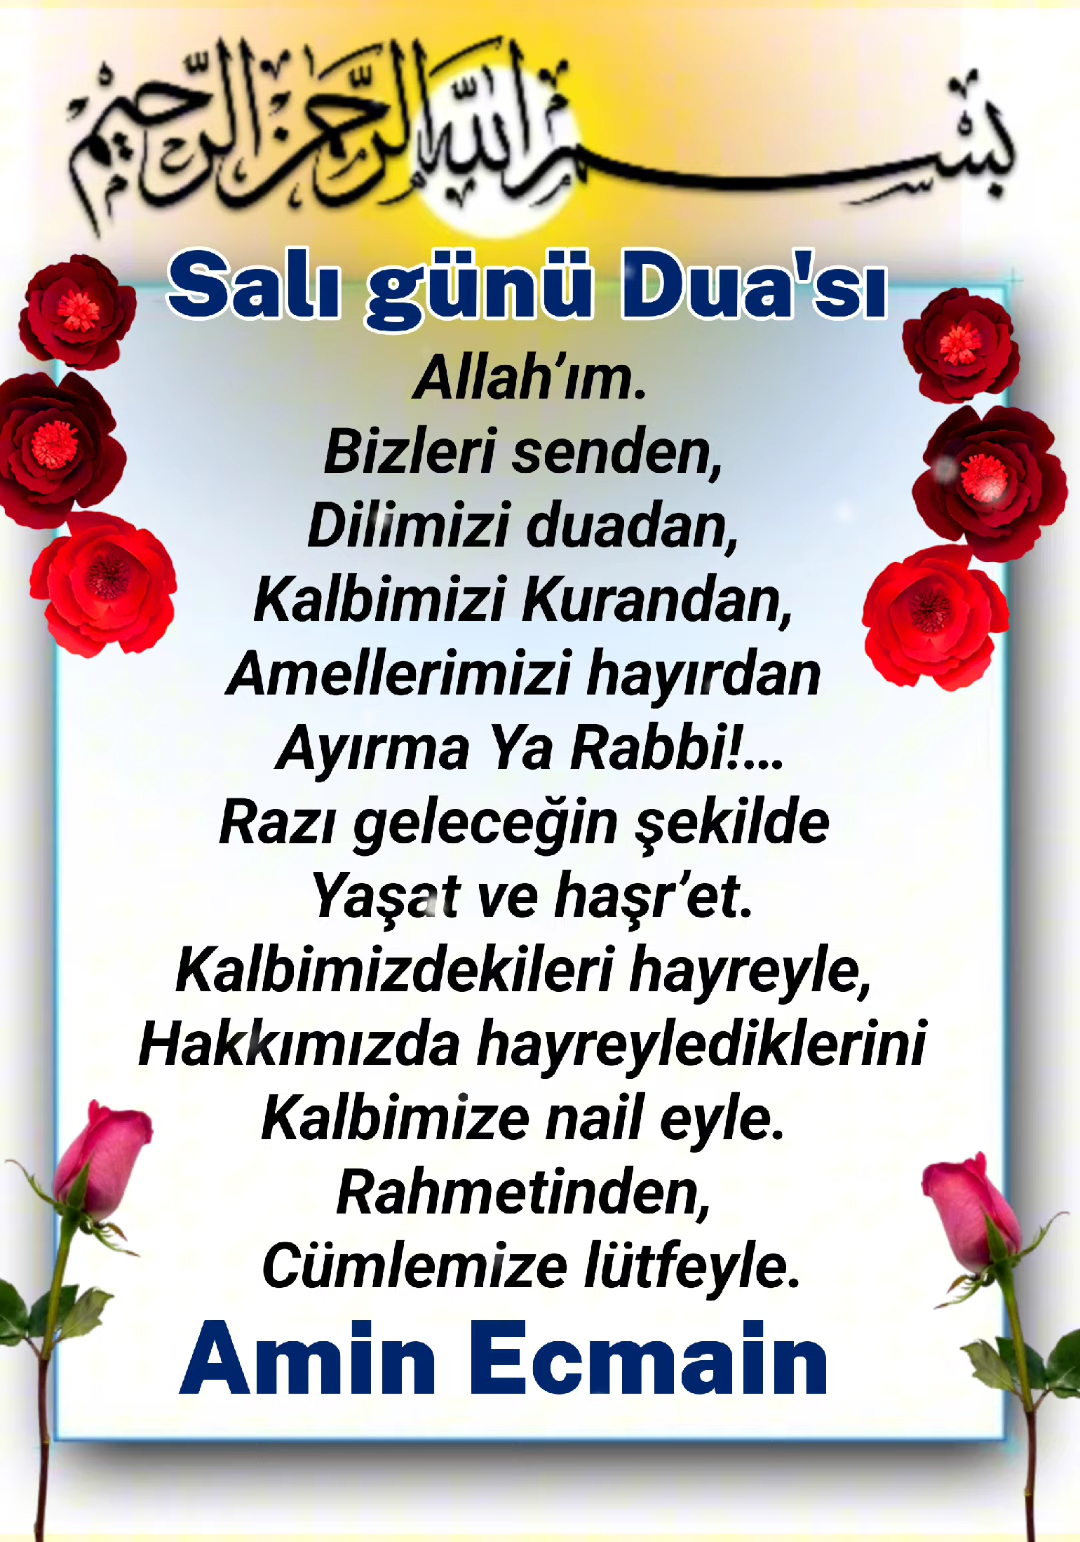 بسم الله الرحمن الرحيم
Salı günü Dua'sı
Allah’ım.
Bizleri senden,
Dilimizi duadan,
Kalbimizi Kurandan,
Amellerimizi hayırdan
Ayırma Ya Rabbi!...
Razı geleceğin şekilde
Yaşat ve haşr’et.
Kalbimizdekileri hayreyle,
Hakkımızda hayreylediklerini
Kalbimize nail eyle.
Rahmetinden,
Cümlemize lütfeyle.
Amin Ecmain